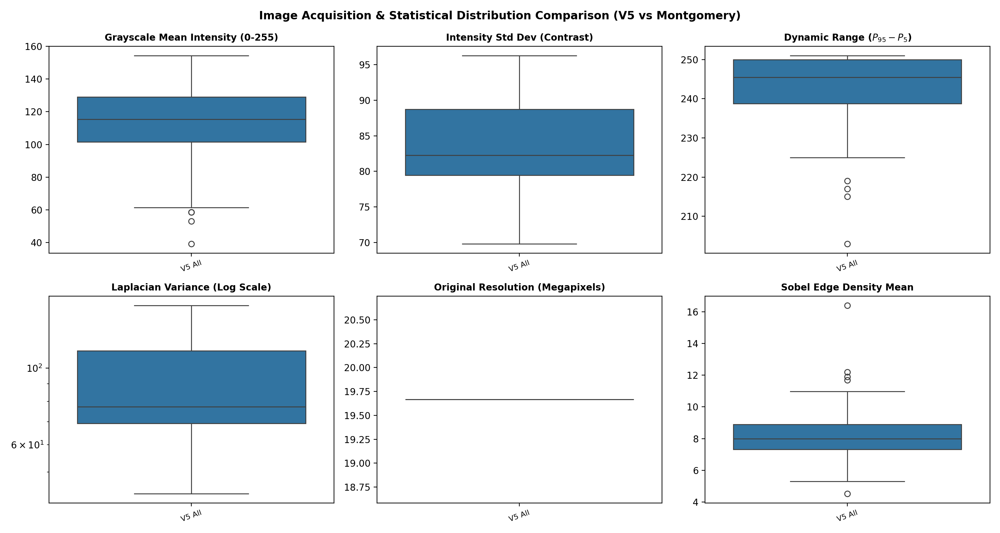 Image Acquisition & Statistical Distribution Comparison (V5 vs Montgomery)
Grayscale Mean Intensity (0-255)
160
140
120
100
80
60
40
V5 All
Intensity Std Dev (Contrast)
95
90
85
80
75
70
V5 All
Dynamic Range (P₉₅ − P₅)
250
240
230
220
210
V5 All
Laplacian Variance (Log Scale)
10²
6 × 10¹
V5 All
Original Resolution (Megapixels)
20.50
20.25
20.00
19.75
19.50
19.25
19.00
18.75
V5 All
Sobel Edge Density Mean
16
14
12
10
8
6
4
V5 All